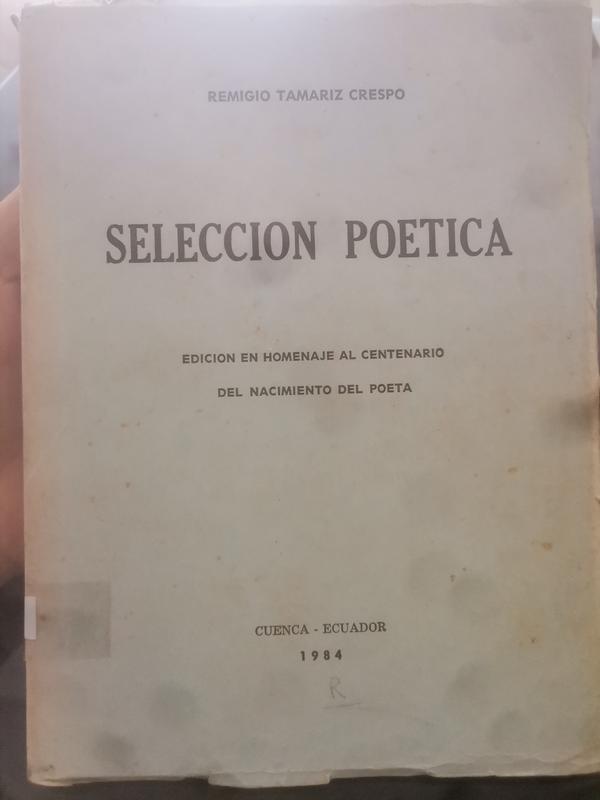 REMIGIO TAMARIZ CRESPO
SELECCION POETICA
EDICION EN HOMENAJE AL CENTENARIO
DEL NACIMIENTO DEL POETA
CUENCA - ECUADOR
1984
R